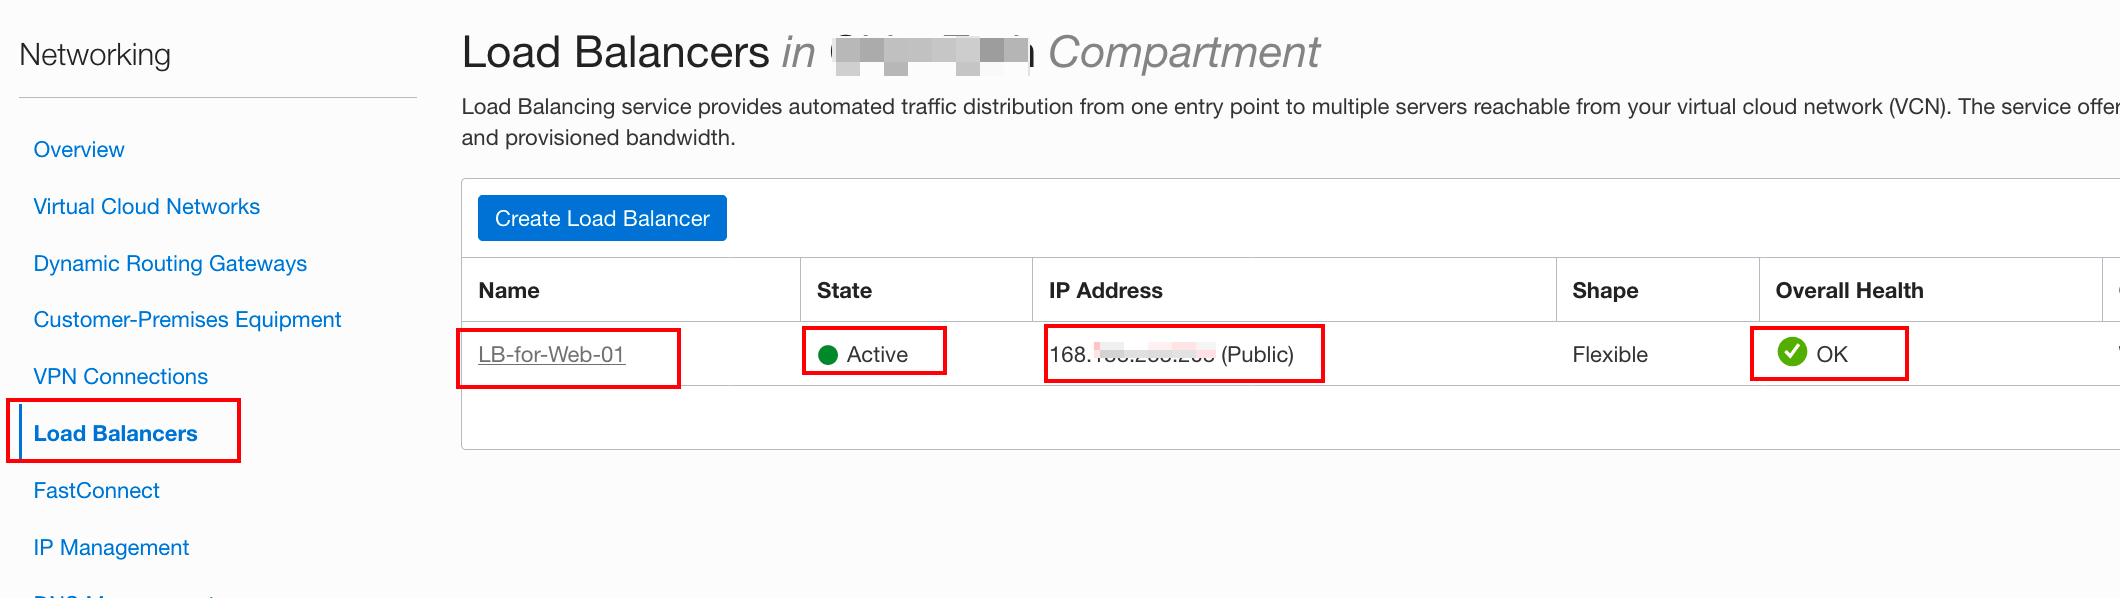 Networking
Overview
Virtual Cloud Networks
Dynamic Routing Gateways
Customer-Premises Equipment
VPN Connections
Load Balancers
FastConnect
IP Management
Load Balancers in Compartment
Load Balancing service provides automated traffic distribution from one entry point to multiple servers reachable from your virtual cloud network (VCN). The service offer
and provisioned bandwidth.
Create Load Balancer
Name State IP Address Shape Overall Health
LB-for-Web-01 Active 168. (Public) Flexible OK